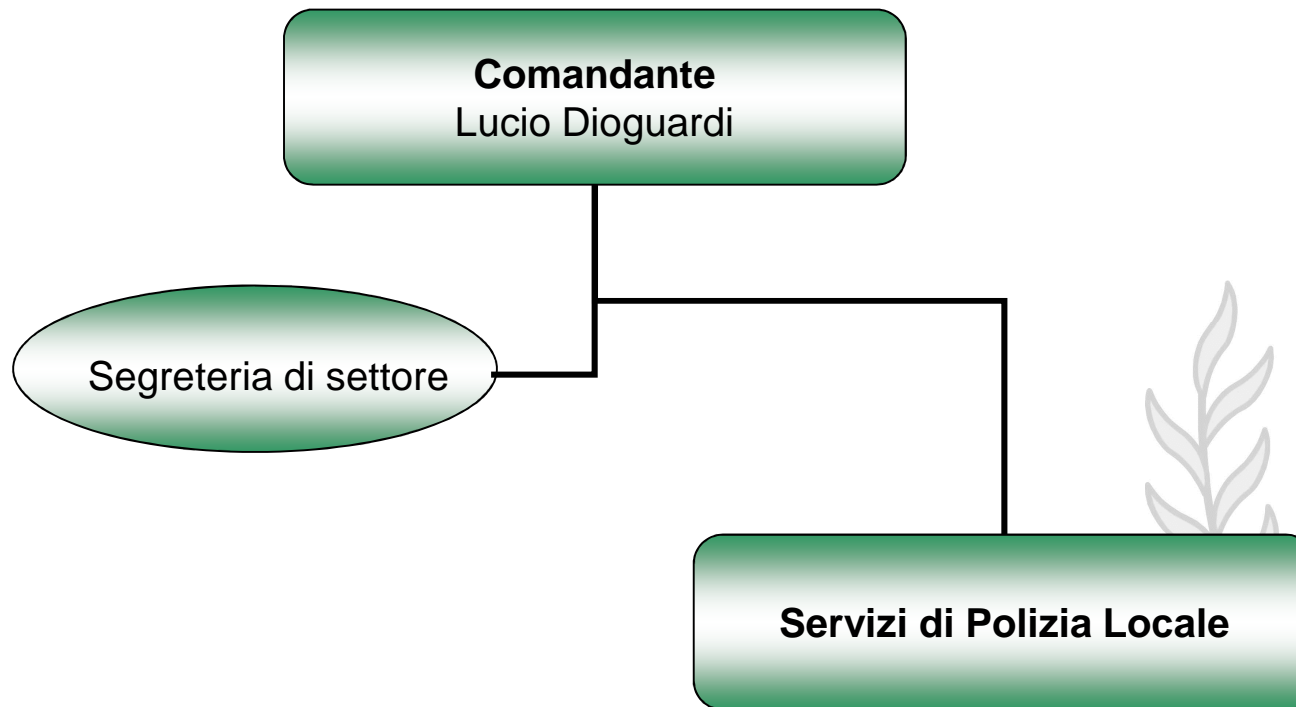 Comandante
Lucio Dioguardi
Segreteria di settore
Servizi di Polizia Locale